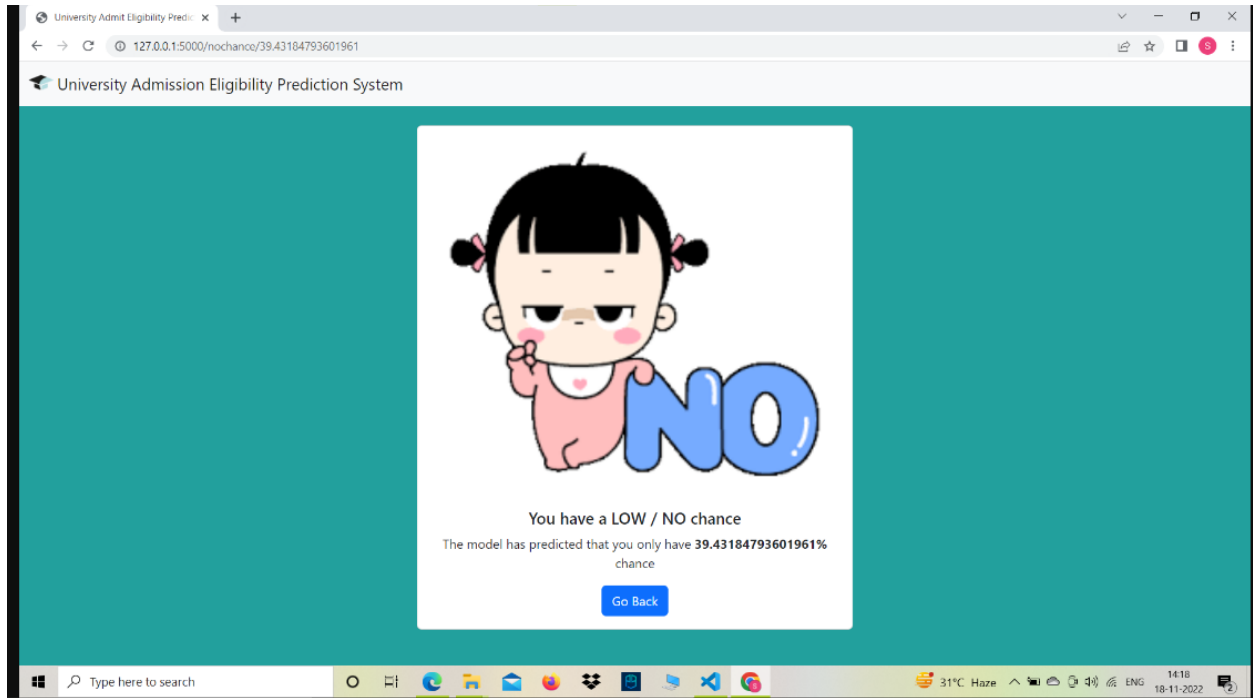 University Admit Eligibility Predic
127.0.0.1:5000/nochance/39.43184793601961
S
University Admission Eligibility Prediction System
NO
You have a LOW / NO chance
The model has predicted that you only have 39.43184793601961%
chance
Go Back
Type here to search
31°C Haze
ENG
14:18
18-11-2022
2